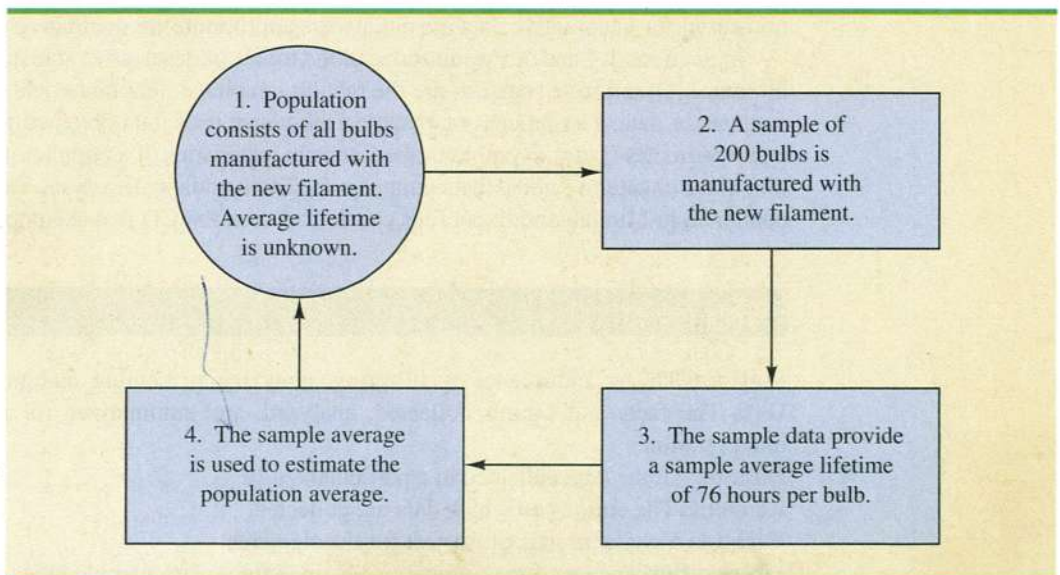 1. Population
consists of all bulbs
manufactured with
the new filament.
Average lifetime
is unknown.
2. A sample of
200 bulbs is
manufactured with
the new filament.
3. The sample data provide
a sample average lifetime
of 76 hours per bulb.
4. The sample average
is used to estimate the
population average.